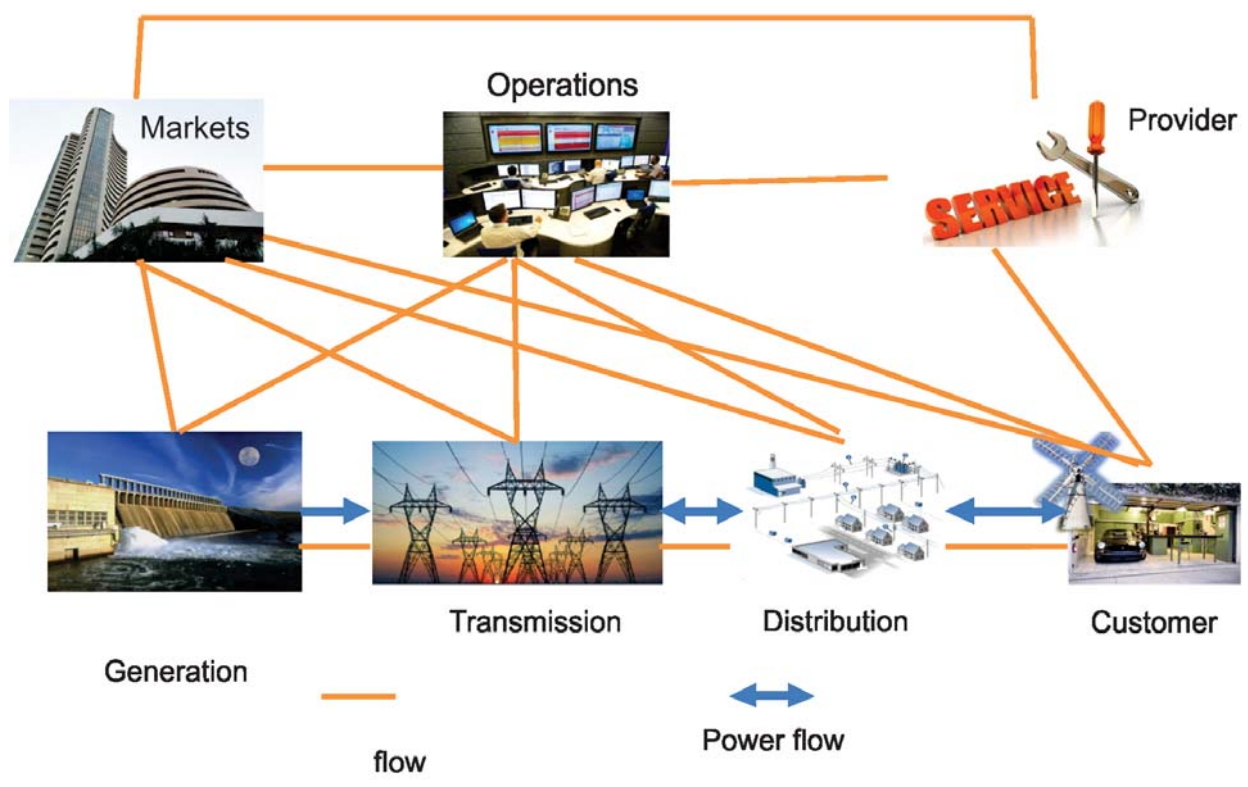 Operations
Markets
Provider
SERVICE
Transmission
Distribution
Customer
Generation
Power flow
flow